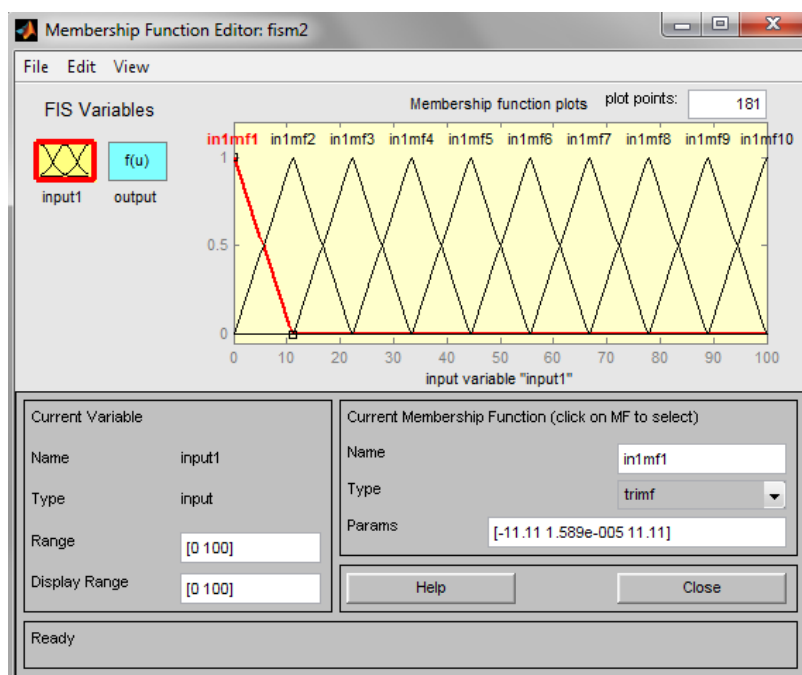 Membership Function Editor: fism2
File Edit View
FIS Variables
Membership function plots plot points: 181
in1mf1 in1mf2 in1mf3 in1mf4 in1mf5 in1mf6 in1mf7 in1mf8 in1mf9 in1mf10
f(u)
input1 output
1
0.5
0
0 10 20 30 40 50 60 70 80 90 100
input variable "input1"
Current Variable
Name input1
Type input
Range [0 100]
Display Range [0 100]
Current Membership Function (click on MF to select)
Name in1mf1
Type trimf
Params [-11.11 1.589e-005 11.11]
Help Close
Ready